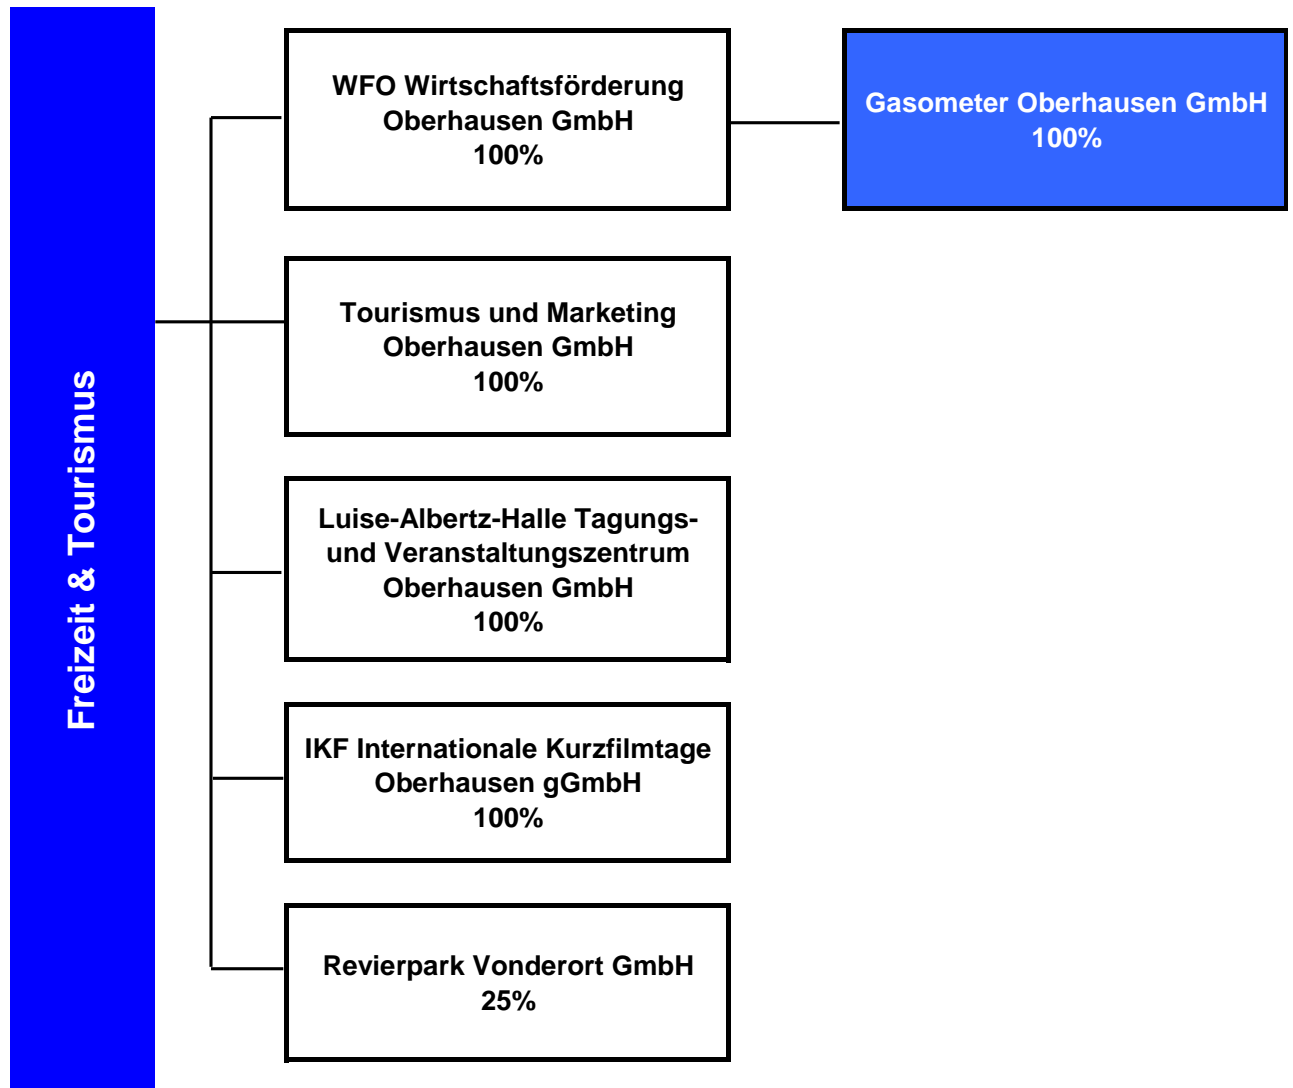 Freizeit & Tourismus
WFO Wirtschaftsförderung
Oberhausen GmbH
100%
Gasometer Oberhausen GmbH
100%
Tourismus und Marketing
Oberhausen GmbH
100%
Luise-Albertz-Halle Tagungs-
und Veranstaltungszentrum
Oberhausen GmbH
100%
IKF Internationale Kurzfilmtage
Oberhausen gGmbH
100%
Revierpark Vonderort GmbH
25%